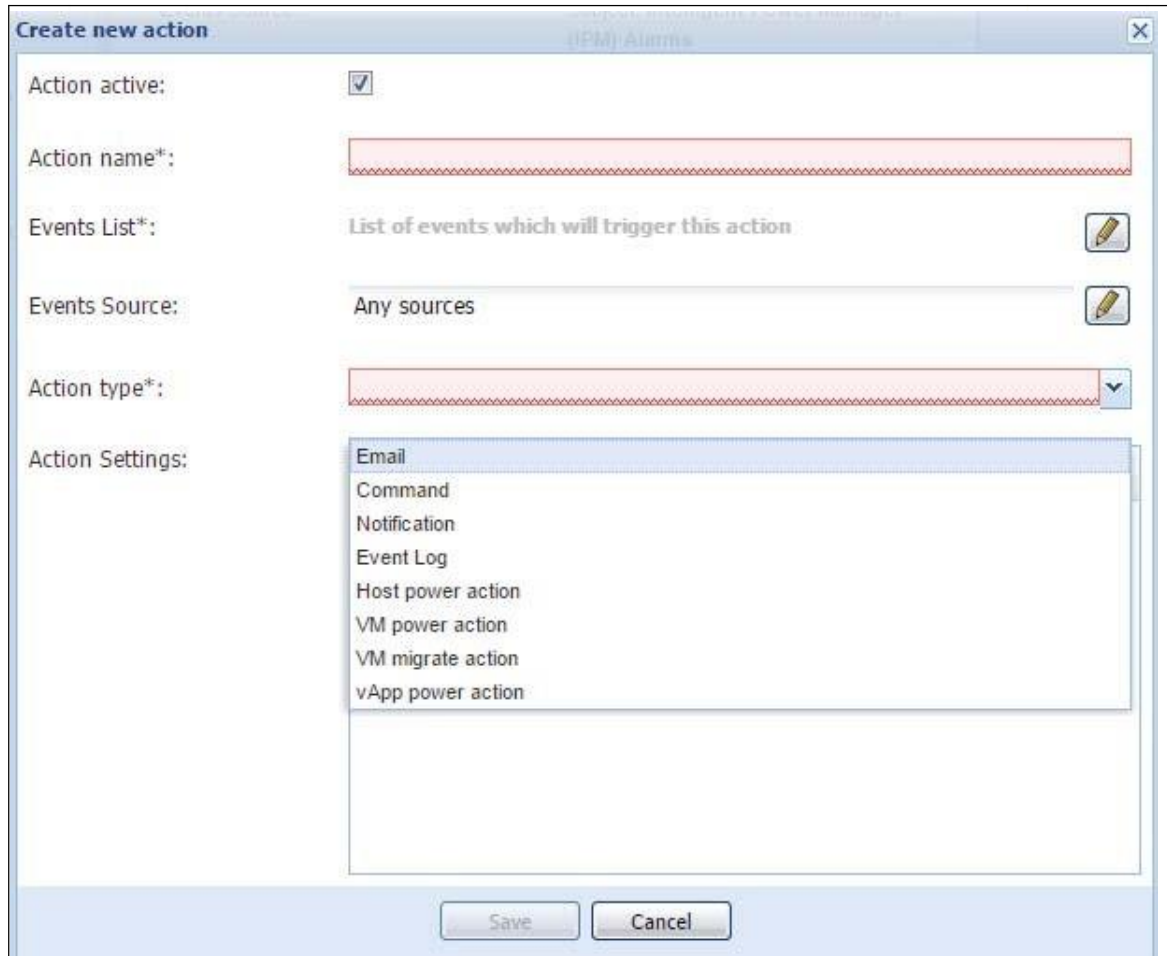 Create new action
(IPM) Alarms
Action active:
Action name*:
Events List*: List of events which will trigger this action
Events Source: Any sources
Action type*:
Action Settings:
Email
Command
Notification
Event Log
Host power action
VM power action
VM migrate action
vApp power action
Save Cancel